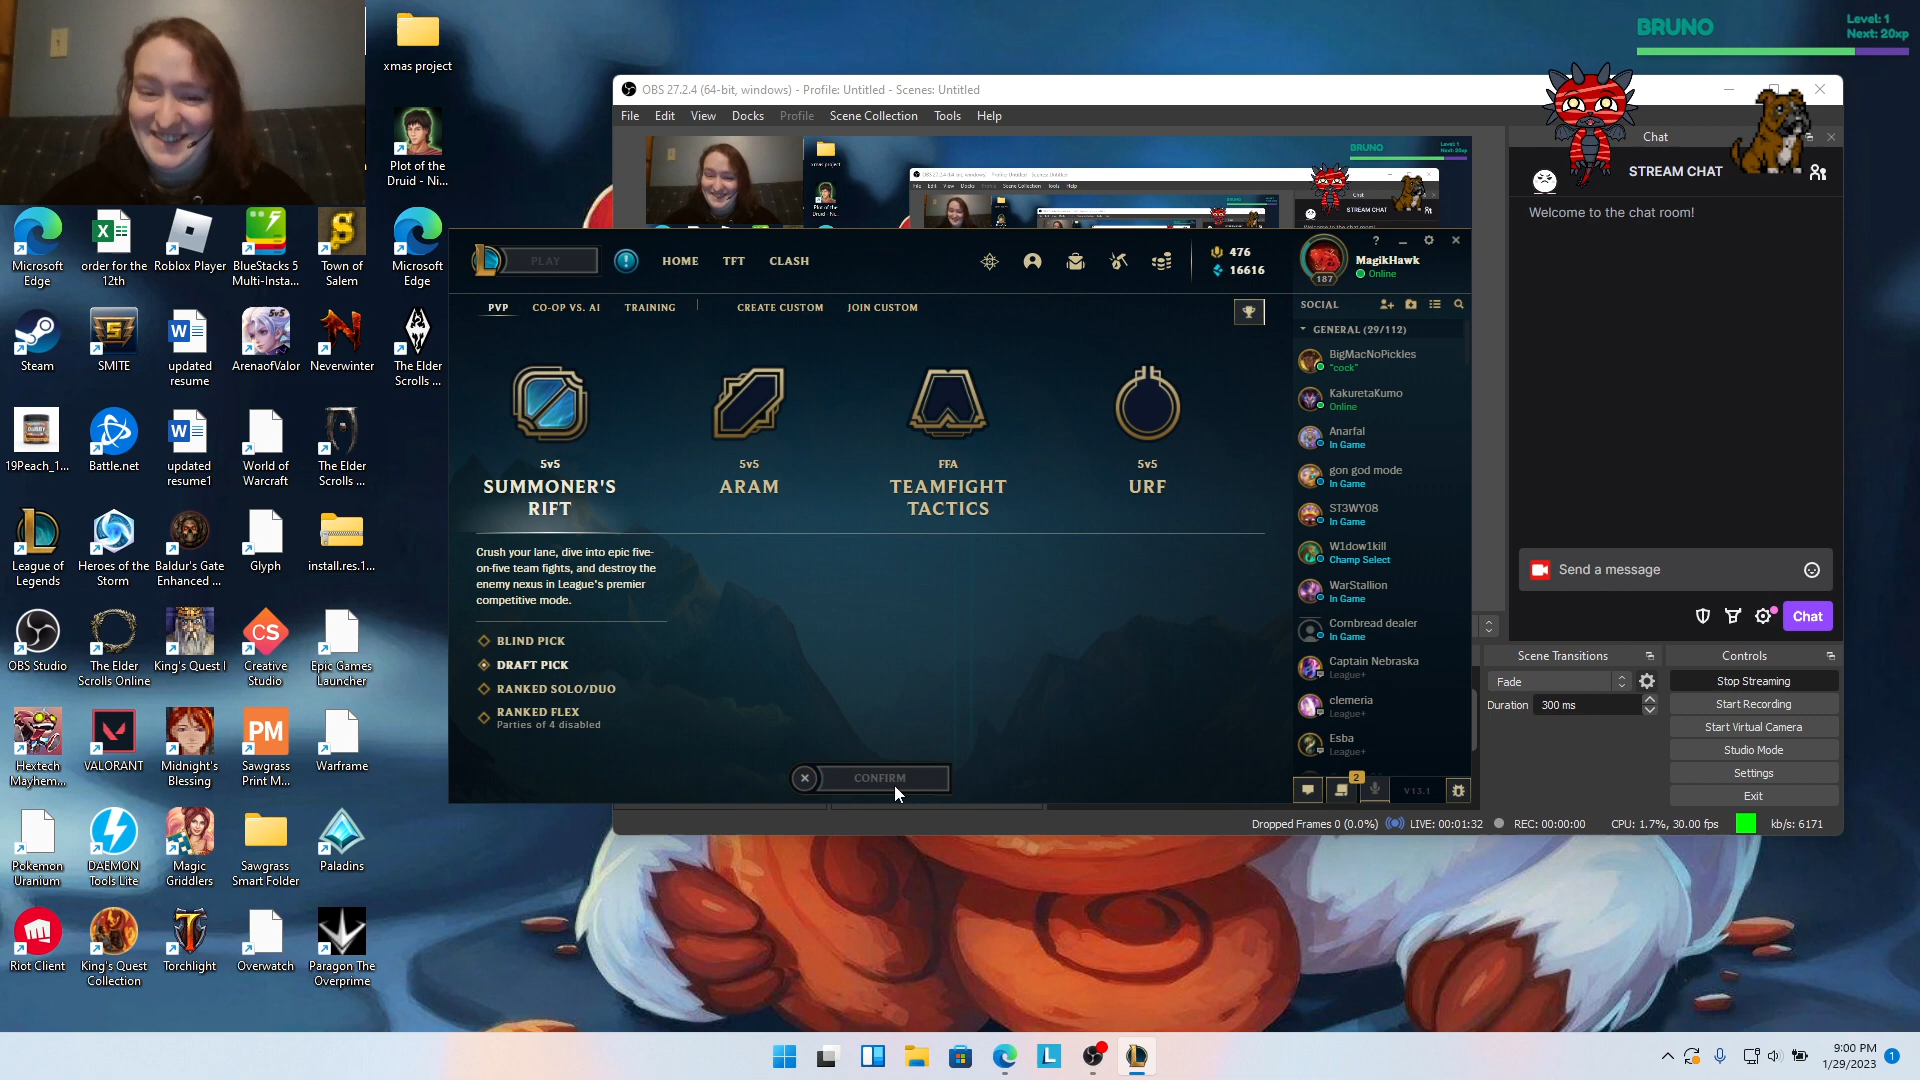 xmas project
Plot of the
Druid - Ni...
Microsoft
Edge
order for the
12th
Roblox Player
BlueStacks 5
Multi-Insta...
Town of
Salem
Microsoft
Edge
Steam
SMITE
updated
resume
ArenaofValor
Neverwinter
The Elder
Scrolls ...
19Peach_1...
Battle.net
updated
resume1
World of
Warcraft
The Elder
Scrolls ...
League of
Legends
Heroes of the
Storm
Baldur's Gate
Enhanced ...
Glyph
install.res.1...
OBS Studio
The Elder
Scrolls Online
King's Quest I
Creative
Studio
Epic Games
Launcher
Hextech
Mayhem...
VALORANT
Midnight's
Blessing
Sawgrass
Print M...
Warframe
Pokemon
Uranium
DAEMON
Tools Lite
Magic
Griddlers
Sawgrass
Smart Folder
Paladins
Riot Client
King's Quest
Collection
Torchlight
Overwatch
Paragon The
Overprime
BRUNO
Level: 1
Next: 20xp
OBS 27.2.4 (64-bit, windows) - Profile: Untitled - Scenes: Untitled
File Edit View Docks Profile Scene Collection Tools Help
Chat
STREAM CHAT
Welcome to the chat room!
Send a message
Chat
PLAY
HOME TFT CLASH
476
16616
MagikHawk
Online
187
PVP CO-OP VS. AI TRAINING CREATE CUSTOM JOIN CUSTOM
SOCIAL
GENERAL (29/112)
BigMacNoPickles
"cock"
KakuretaKumo
Online
Anarfal
In Game
gon god mode
In Game
ST3WY08
In Game
W1dow1kill
Champ Select
WarStallion
In Game
Cornbread dealer
In Game
Captain Nebraska
League+
clemeria
League+
Esba
League+
2
V13.1
5v5
SUMMONER'S
RIFT
5v5
ARAM
FFA
TEAMFIGHT
TACTICS
5v5
URF
Crush your lane, dive into epic five-
on-five team fights, and destroy the
enemy nexus in League's premier
competitive mode.
BLIND PICK
DRAFT PICK
RANKED SOLO/DUO
RANKED FLEX
Parties of 4 disabled
CONFIRM
Scene Transitions
Fade
Duration 300 ms
Controls
Stop Streaming
Start Recording
Start Virtual Camera
Studio Mode
Settings
Exit
Dropped Frames 0 (0.0%) LIVE: 00:01:32 REC: 00:00:00 CPU: 1.7%, 30.00 fps kb/s: 6171
9:00 PM
1/29/2023
1